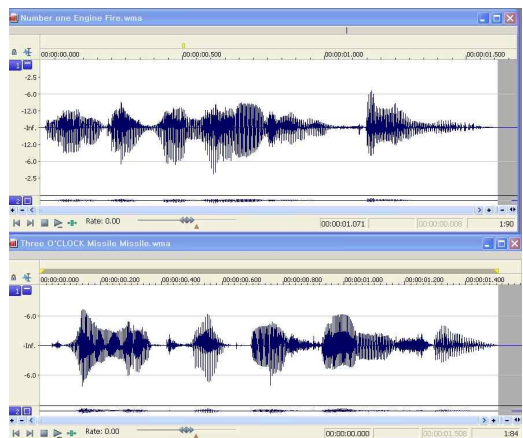 Number one Engine Fire.wma
00:00:00.000 00:00:00.500 00:00:01.000 00:00:01.500
1
-2.5
-6.0
-12.0
-Inf.
-12.0
-6.0
-2.5
2
Rate: 0.00 00:00:01.071 00:00:00.008 1:90
Three O'CLOCK Missile Missile.wma
00:00:00.000 00:00:00.200 00:00:00.400 00:00:00.600 00:00:00.800 00:00:01.000 00:00:01.200 00:00:01.400
1
-6.0
-Inf.
-6.0
2
Rate: 0.00 00:00:00.000 00:00:01.508 1:84